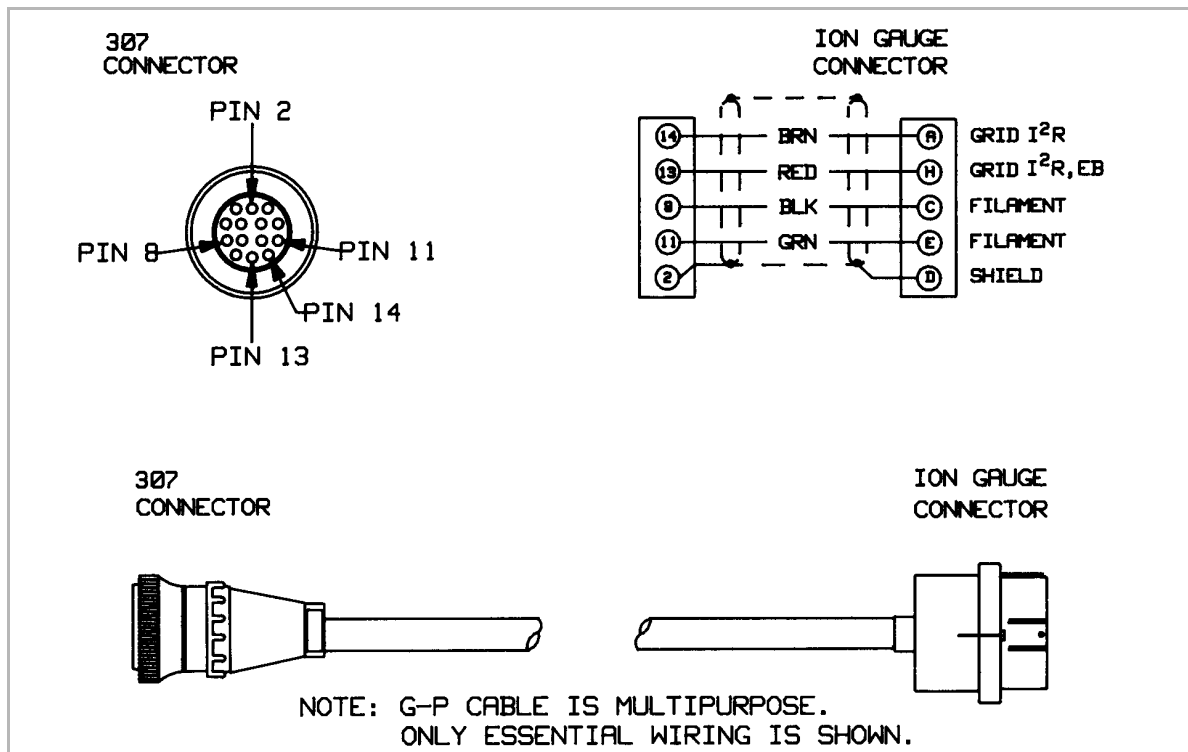 307
CONNECTOR
PIN 2
PIN 8
PIN 11
PIN 14
PIN 13
ION GAUGE
CONNECTOR
14 BRN A GRID I²R
13 RED H GRID I²R, EB
8 BLK C FILAMENT
11 GRN E FILAMENT
2 D SHIELD
307
CONNECTOR
ION GAUGE
CONNECTOR
NOTE: G-P CABLE IS MULTIPURPOSE.
ONLY ESSENTIAL WIRING IS SHOWN.